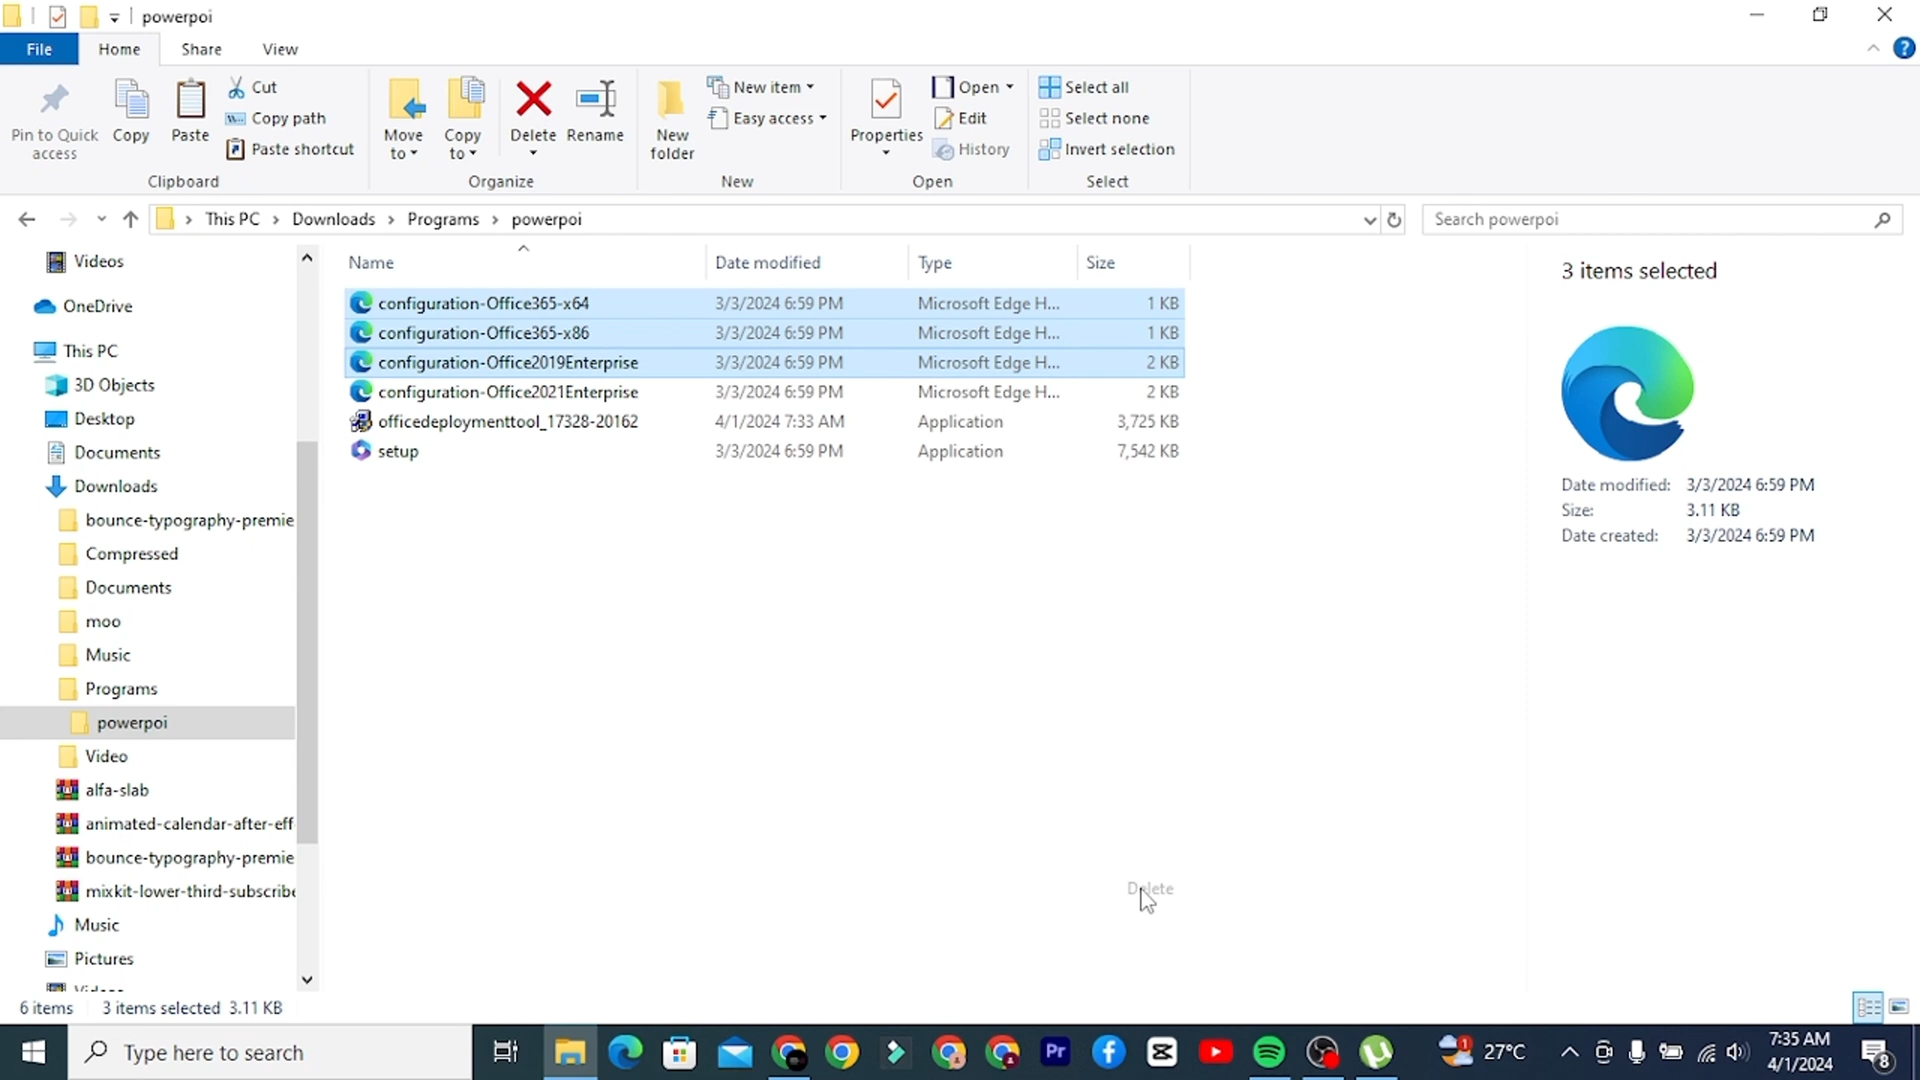 powerpoi
File Home Share View
Pin to Quick access
Copy
Paste
Cut
Copy path
Paste shortcut
Clipboard
Move to
Copy to
Delete
Rename
Organize
New folder
New item
Easy access
New
Properties
Open
Edit
History
Open
Select all
Select none
Invert selection
Select
This PC > Downloads > Programs > powerpoi
Search powerpoi
Videos
OneDrive
This PC
3D Objects
Desktop
Documents
Downloads
bounce-typography-premie
Compressed
Documents
moo
Music
Programs
powerpoi
Video
alfa-slab
animated-calendar-after-eff
bounce-typography-premie
mixkit-lower-third-subscribe
Music
Pictures
Videos
Name Date modified Type Size
configuration-Office365-x64 3/3/2024 6:59 PM Microsoft Edge H... 1 KB
configuration-Office365-x86 3/3/2024 6:59 PM Microsoft Edge H... 1 KB
configuration-Office2019Enterprise 3/3/2024 6:59 PM Microsoft Edge H... 2 KB
configuration-Office2021Enterprise 3/3/2024 6:59 PM Microsoft Edge H... 2 KB
officedeploymenttool_17328-20162 4/1/2024 7:33 AM Application 3,725 KB
setup 3/3/2024 6:59 PM Application 7,542 KB
Delete
3 items selected
Date modified: 3/3/2024 6:59 PM
Size: 3.11 KB
Date created: 3/3/2024 6:59 PM
6 items 3 items selected 3.11 KB
Type here to search
Pr
1
27°C
7:35 AM
4/1/2024
8